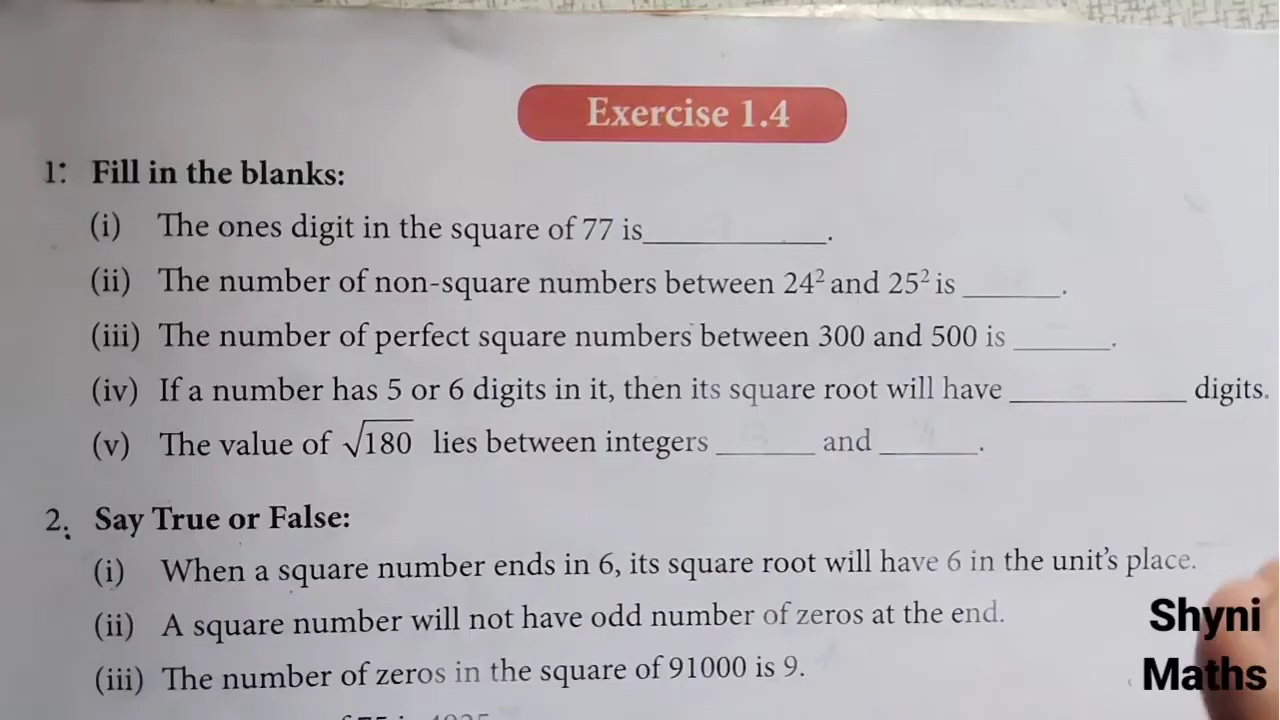 Exercise 1.4
1. Fill in the blanks:
(i) The ones digit in the square of 77 is____________.
(ii) The number of non-square numbers between 24² and 25² is ______.
(iii) The number of perfect square numbers between 300 and 500 is ______.
(iv) If a number has 5 or 6 digits in it, then its square root will have ___________ digits.
(v) The value of √180 lies between integers ______ and ______.
2. Say True or False:
(i) When a square number ends in 6, its square root will have 6 in the unit's place.
(ii) A square number will not have odd number of zeros at the end.
(iii) The number of zeros in the square of 91000 is 9.
Shyni
Maths